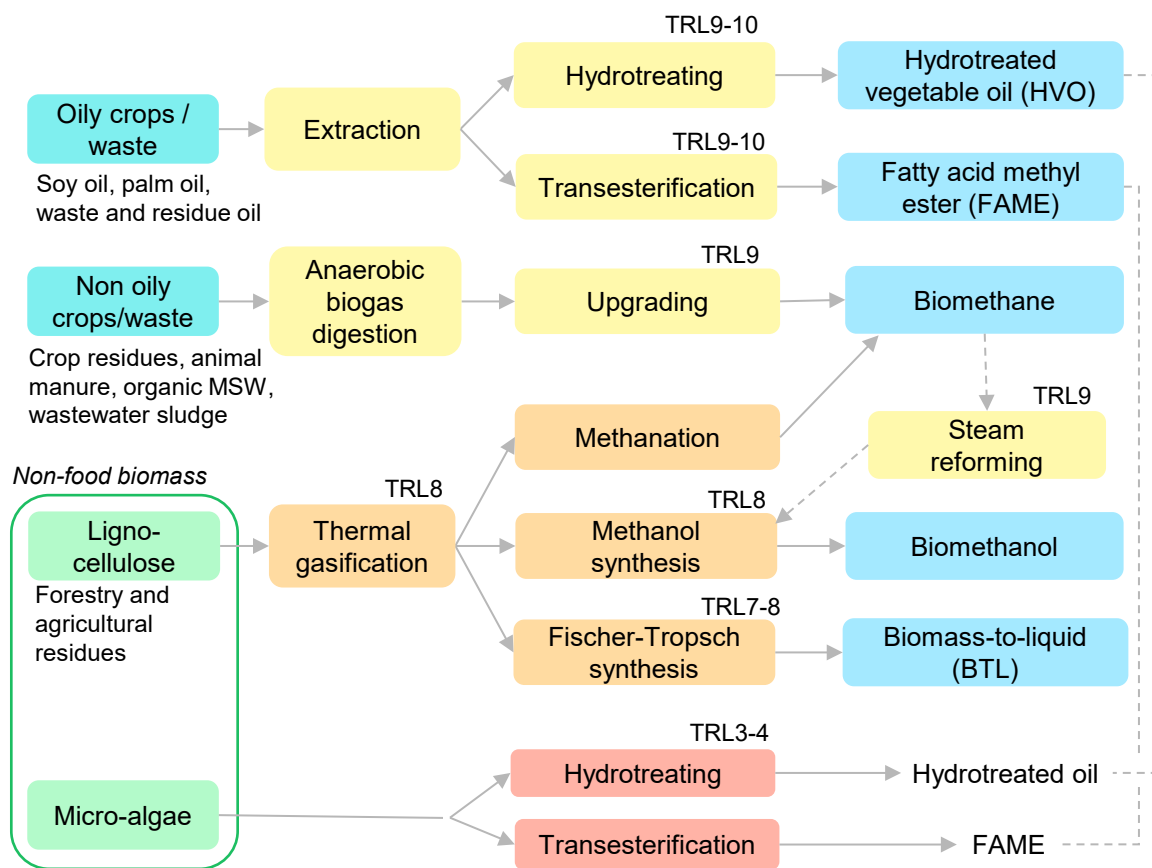 TRL9-10
Hydrotreating
Hydrotreated
vegetable oil (HVO)
Oily crops /
waste
Extraction
Soy oil, palm oil,
waste and residue oil
TRL9-10
Transesterification
Fatty acid methyl
ester (FAME)
Non oily
crops/waste
Anaerobic
biogas
digestion
TRL9
Upgrading
Biomethane
Crop residues, animal
manure, organic MSW,
wastewater sludge
TRL9
Steam
reforming
Methanation
Non-food biomass
Ligno-
cellulose
Forestry and
agricultural
residues
TRL8
Thermal
gasification
TRL8
Methanol
synthesis
Biomethanol
TRL7-8
Fischer-Tropsch
synthesis
Biomass-to-liquid
(BTL)
Micro-algae
TRL3-4
Hydrotreating
Hydrotreated oil
Transesterification
FAME